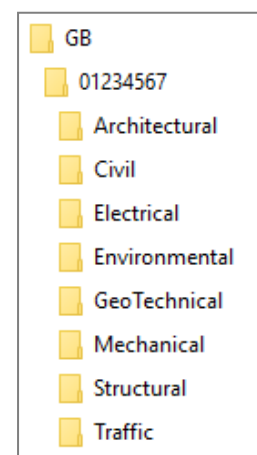 GB
01234567
Architectural
Civil
Electrical
Environmental
GeoTechnical
Mechanical
Structural
Traffic